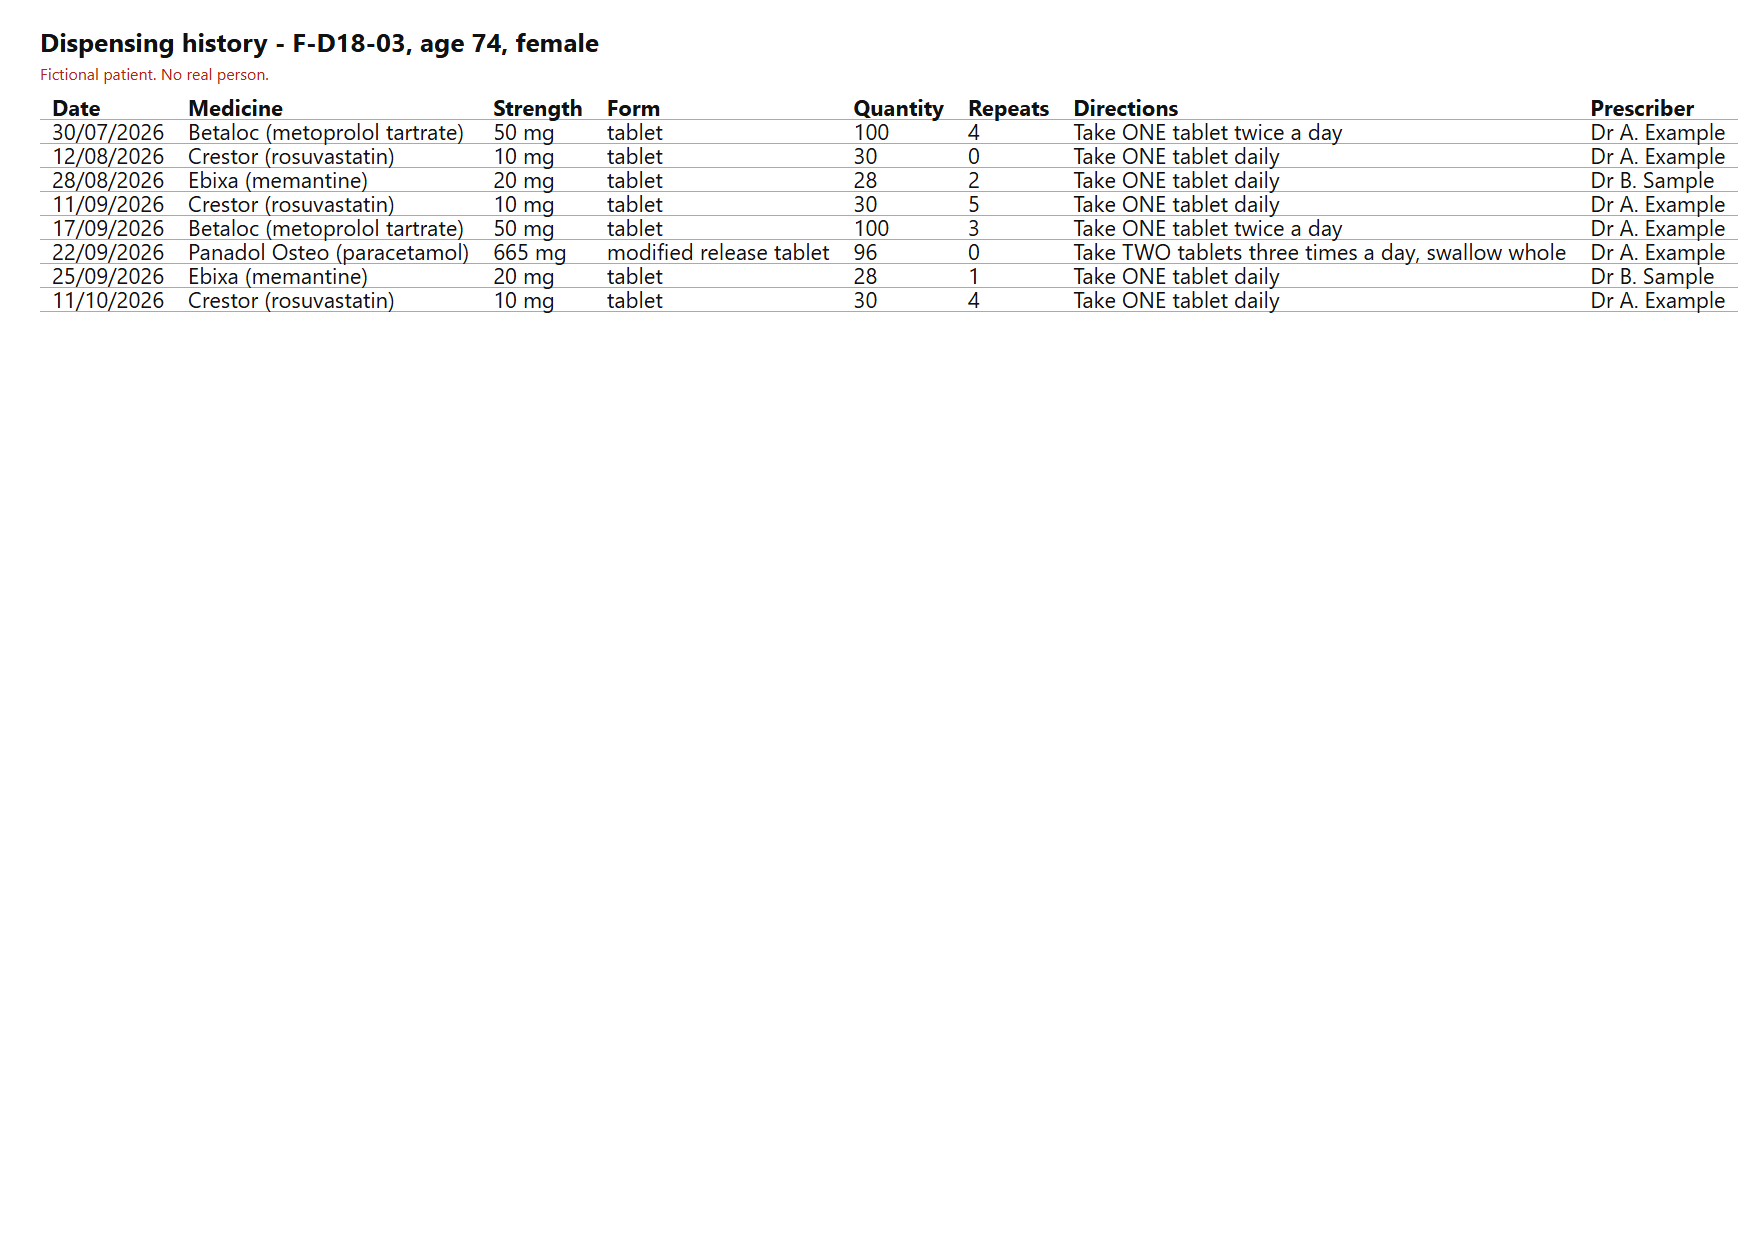 Dispensing history - F-D18-03, age 74, female
Fictional patient. No real person.
Date Medicine Strength Form Quantity Repeats Directions Prescriber
30/07/2026 Betaloc (metoprolol tartrate) 50 mg tablet 100 4 Take ONE tablet twice a day Dr A. Example
12/08/2026 Crestor (rosuvastatin) 10 mg tablet 30 0 Take ONE tablet daily Dr A. Example
28/08/2026 Ebixa (memantine) 20 mg tablet 28 2 Take ONE tablet daily Dr B. Sample
11/09/2026 Crestor (rosuvastatin) 10 mg tablet 30 5 Take ONE tablet daily Dr A. Example
17/09/2026 Betaloc (metoprolol tartrate) 50 mg tablet 100 3 Take ONE tablet twice a day Dr A. Example
22/09/2026 Panadol Osteo (paracetamol) 665 mg modified release tablet 96 0 Take TWO tablets three times a day, swallow whole Dr A. Example
25/09/2026 Ebixa (memantine) 20 mg tablet 28 1 Take ONE tablet daily Dr B. Sample
11/10/2026 Crestor (rosuvastatin) 10 mg tablet 30 4 Take ONE tablet daily Dr A. Example